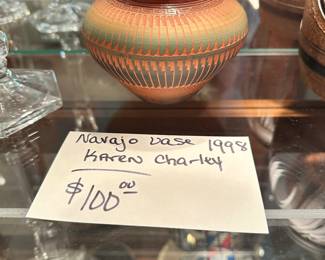 Navajo vase 1998
Karen Charley
$100.00